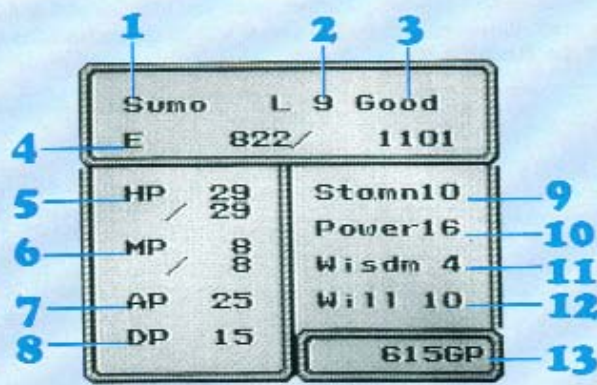 1 2 3
Sumo L 9 Good
4 E 822/ 1101
5 HP 29
/ 29
6 MP 8
/ 8
7 AP 25
8 DP 15
Stamn10 9
Power16 10
Wisdm 4 11
Will 10 12
615GP 13